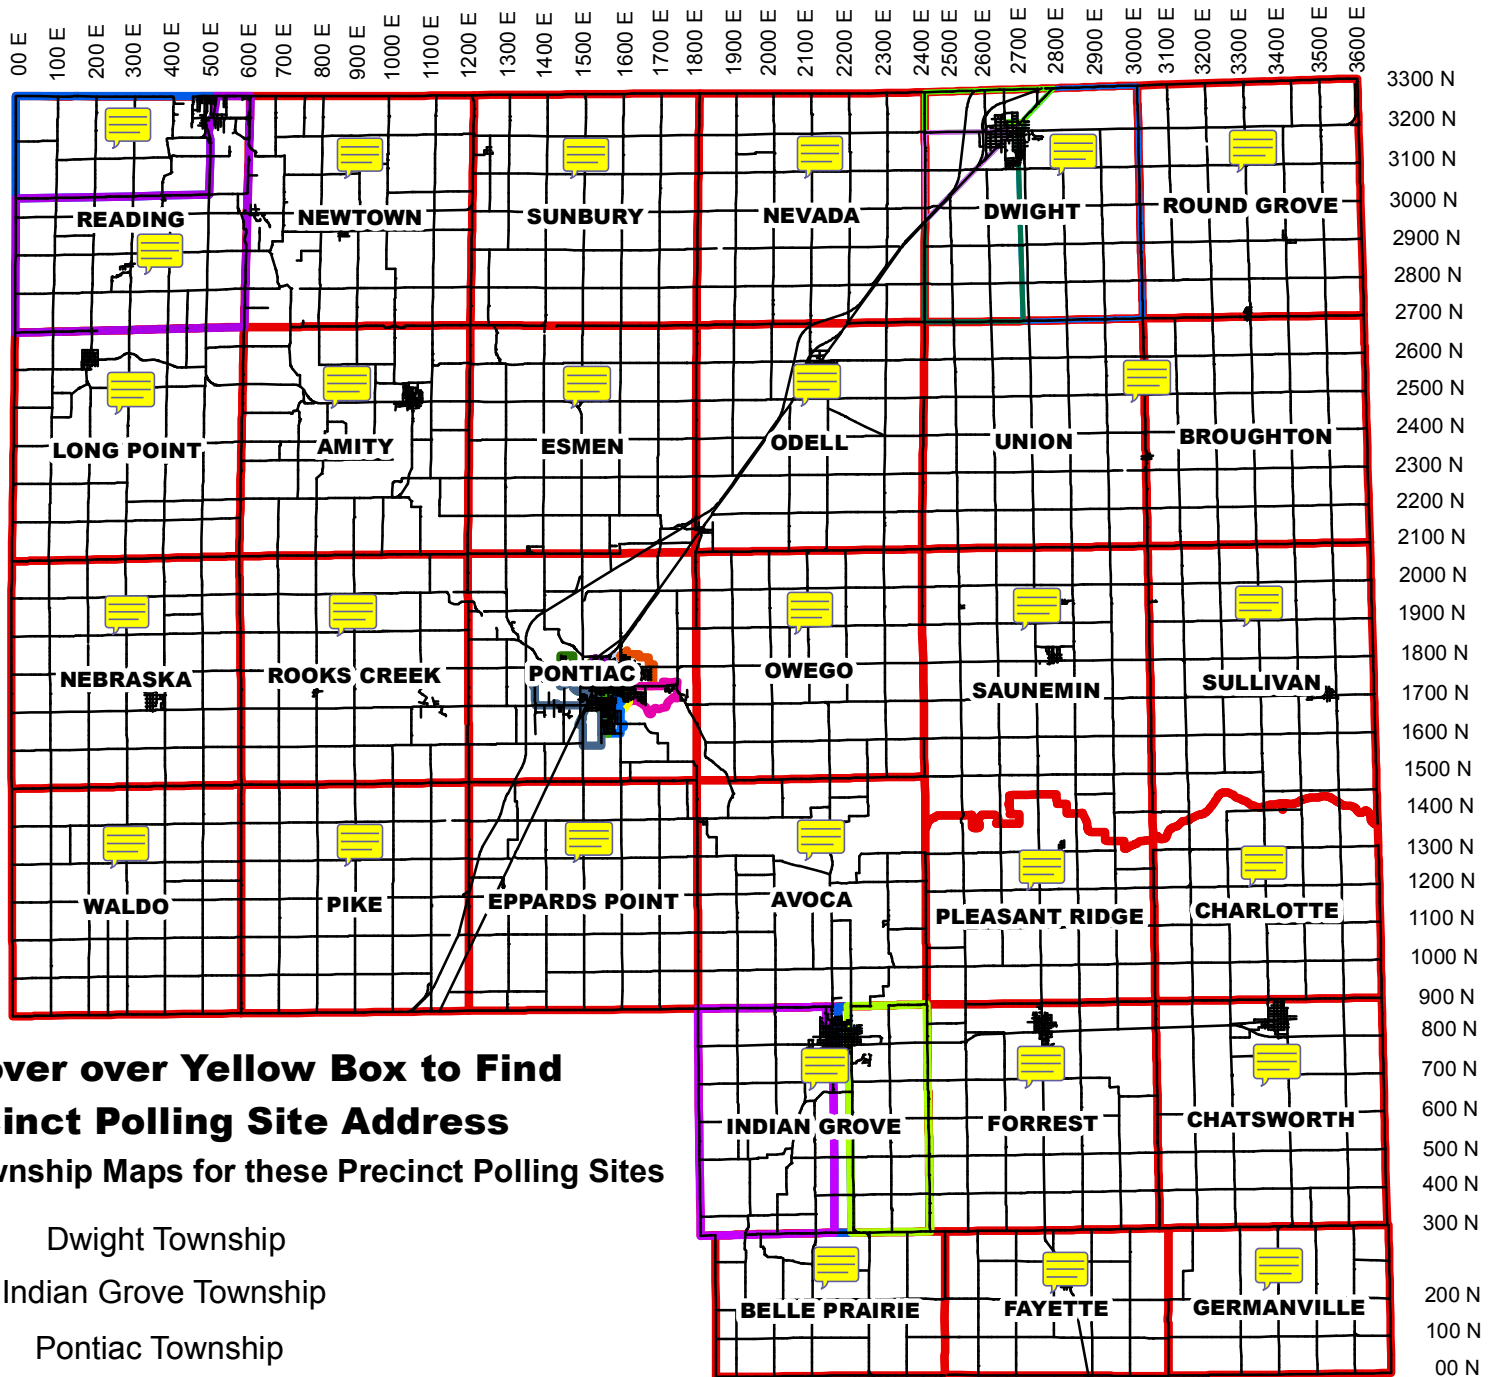 00 E
100 E
200 E
300 E
400 E
500 E
600 E
700 E
800 E
900 E
1000 E
1100 E
1200 E
1300 E
1400 E
1500 E
1600 E
1700 E
1800 E
1900 E
2000 E
2100 E
2200 E
2300 E
2400 E
2500 E
2600 E
2700 E
2800 E
2900 E
3000 E
3100 E
3200 E
3300 E
3400 E
3500 E
3600 E
3300 N
3200 N
3100 N
3000 N
2900 N
2800 N
2700 N
2600 N
2500 N
2400 N
2300 N
2200 N
2100 N
2000 N
1900 N
1800 N
1700 N
1600 N
1500 N
1400 N
1300 N
1200 N
1100 N
1000 N
900 N
800 N
700 N
600 N
500 N
400 N
300 N
200 N
100 N
00 N
READING
NEWTOWN
SUNBURY
NEVADA
DWIGHT
ROUND GROVE
LONG POINT
AMITY
ESMEN
ODELL
UNION
BROUGHTON
NEBRASKA
ROOKS CREEK
PONTIAC
OWEGO
SAUNEMIN
SULLIVAN
WALDO
PIKE
EPPARDS POINT
AVOCA
PLEASANT RIDGE
CHARLOTTE
INDIAN GROVE
FORREST
CHATSWORTH
BELLE PRAIRIE
FAYETTE
GERMANVILLE
over over Yellow Box to Find
inct Polling Site Address
wnship Maps for these Precinct Polling Sites
Dwight Township
Indian Grove Township
Pontiac Township